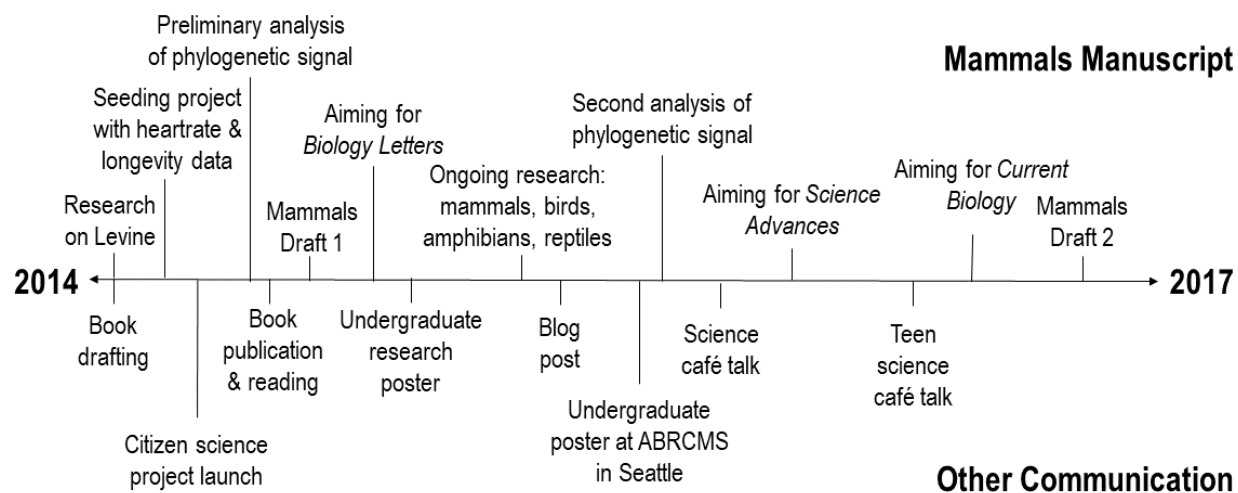 Mammals Manuscript
Research
on Levine
Seeding project
with heartrate &
longevity data
Preliminary analysis
of phylogenetic signal
Mammals
Draft 1
Aiming for
Biology Letters
Ongoing research:
mammals, birds,
amphibians, reptiles
Second analysis of
phylogenetic signal
Aiming for Science
Advances
Aiming for Current
Biology
Mammals
Draft 2
2014
2017
Book
drafting
Citizen science
project launch
Book
publication
& reading
Undergraduate
research
poster
Blog
post
Undergraduate
poster at ABRCMS
in Seattle
Science
café talk
Teen
science
café talk
Other Communication